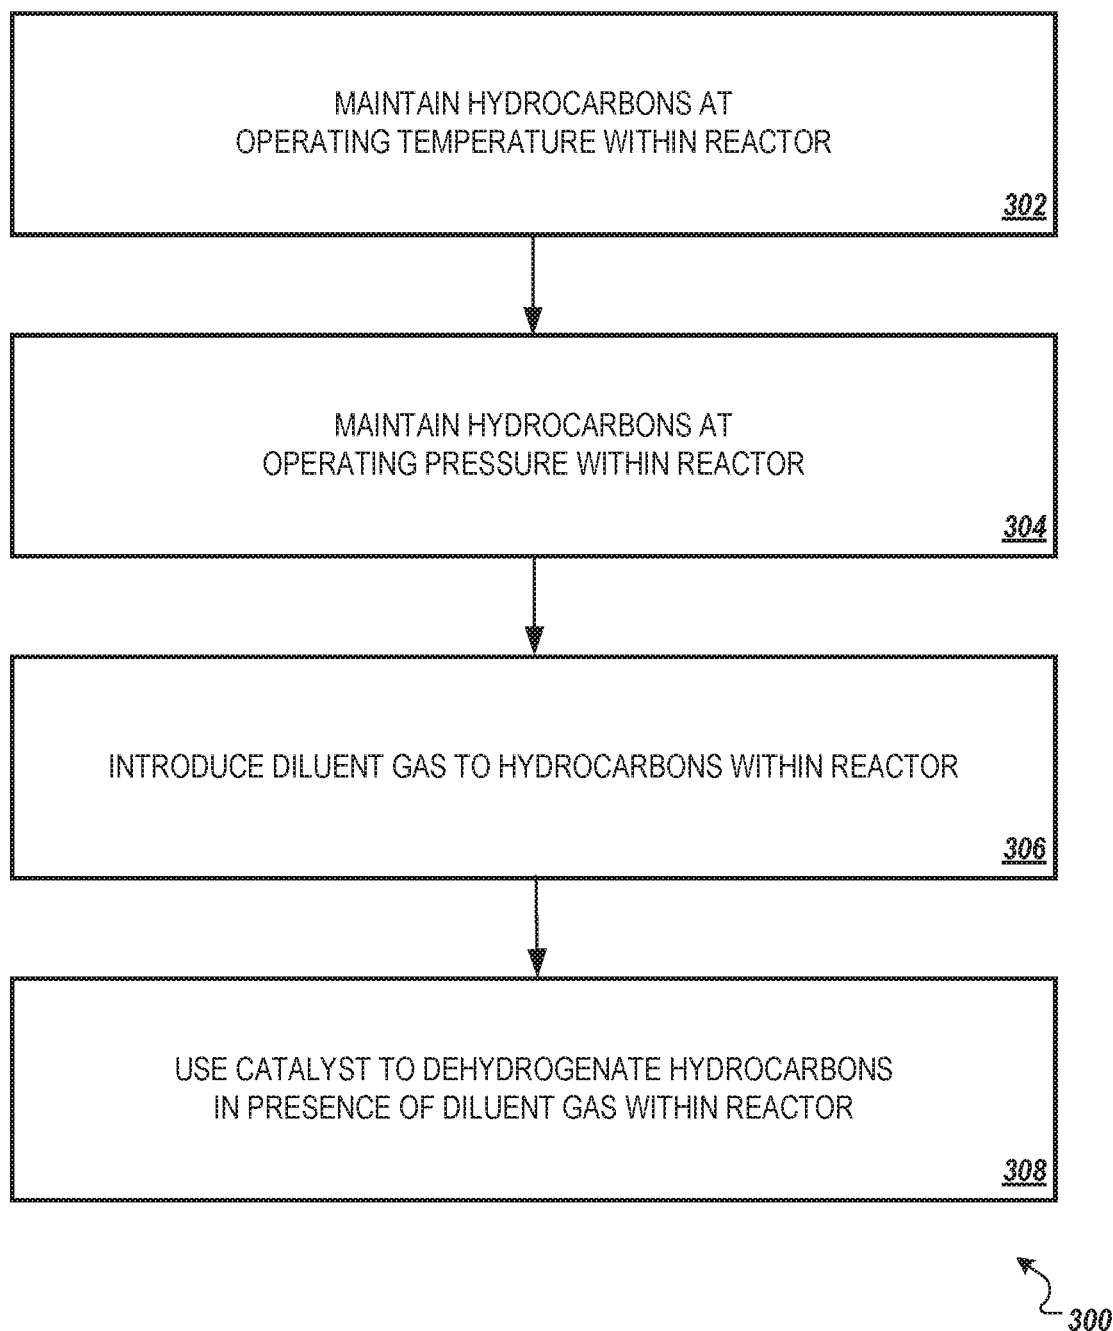 MAINTAIN HYDROCARBONS AT
OPERATING TEMPERATURE WITHIN REACTOR
302
MAINTAIN HYDROCARBONS AT
OPERATING PRESSURE WITHIN REACTOR
304
INTRODUCE DILUENT GAS TO HYDROCARBONS WITHIN REACTOR
306
USE CATALYST TO DEHYDROGENATE HYDROCARBONS
IN PRESENCE OF DILUENT GAS WITHIN REACTOR
308
300